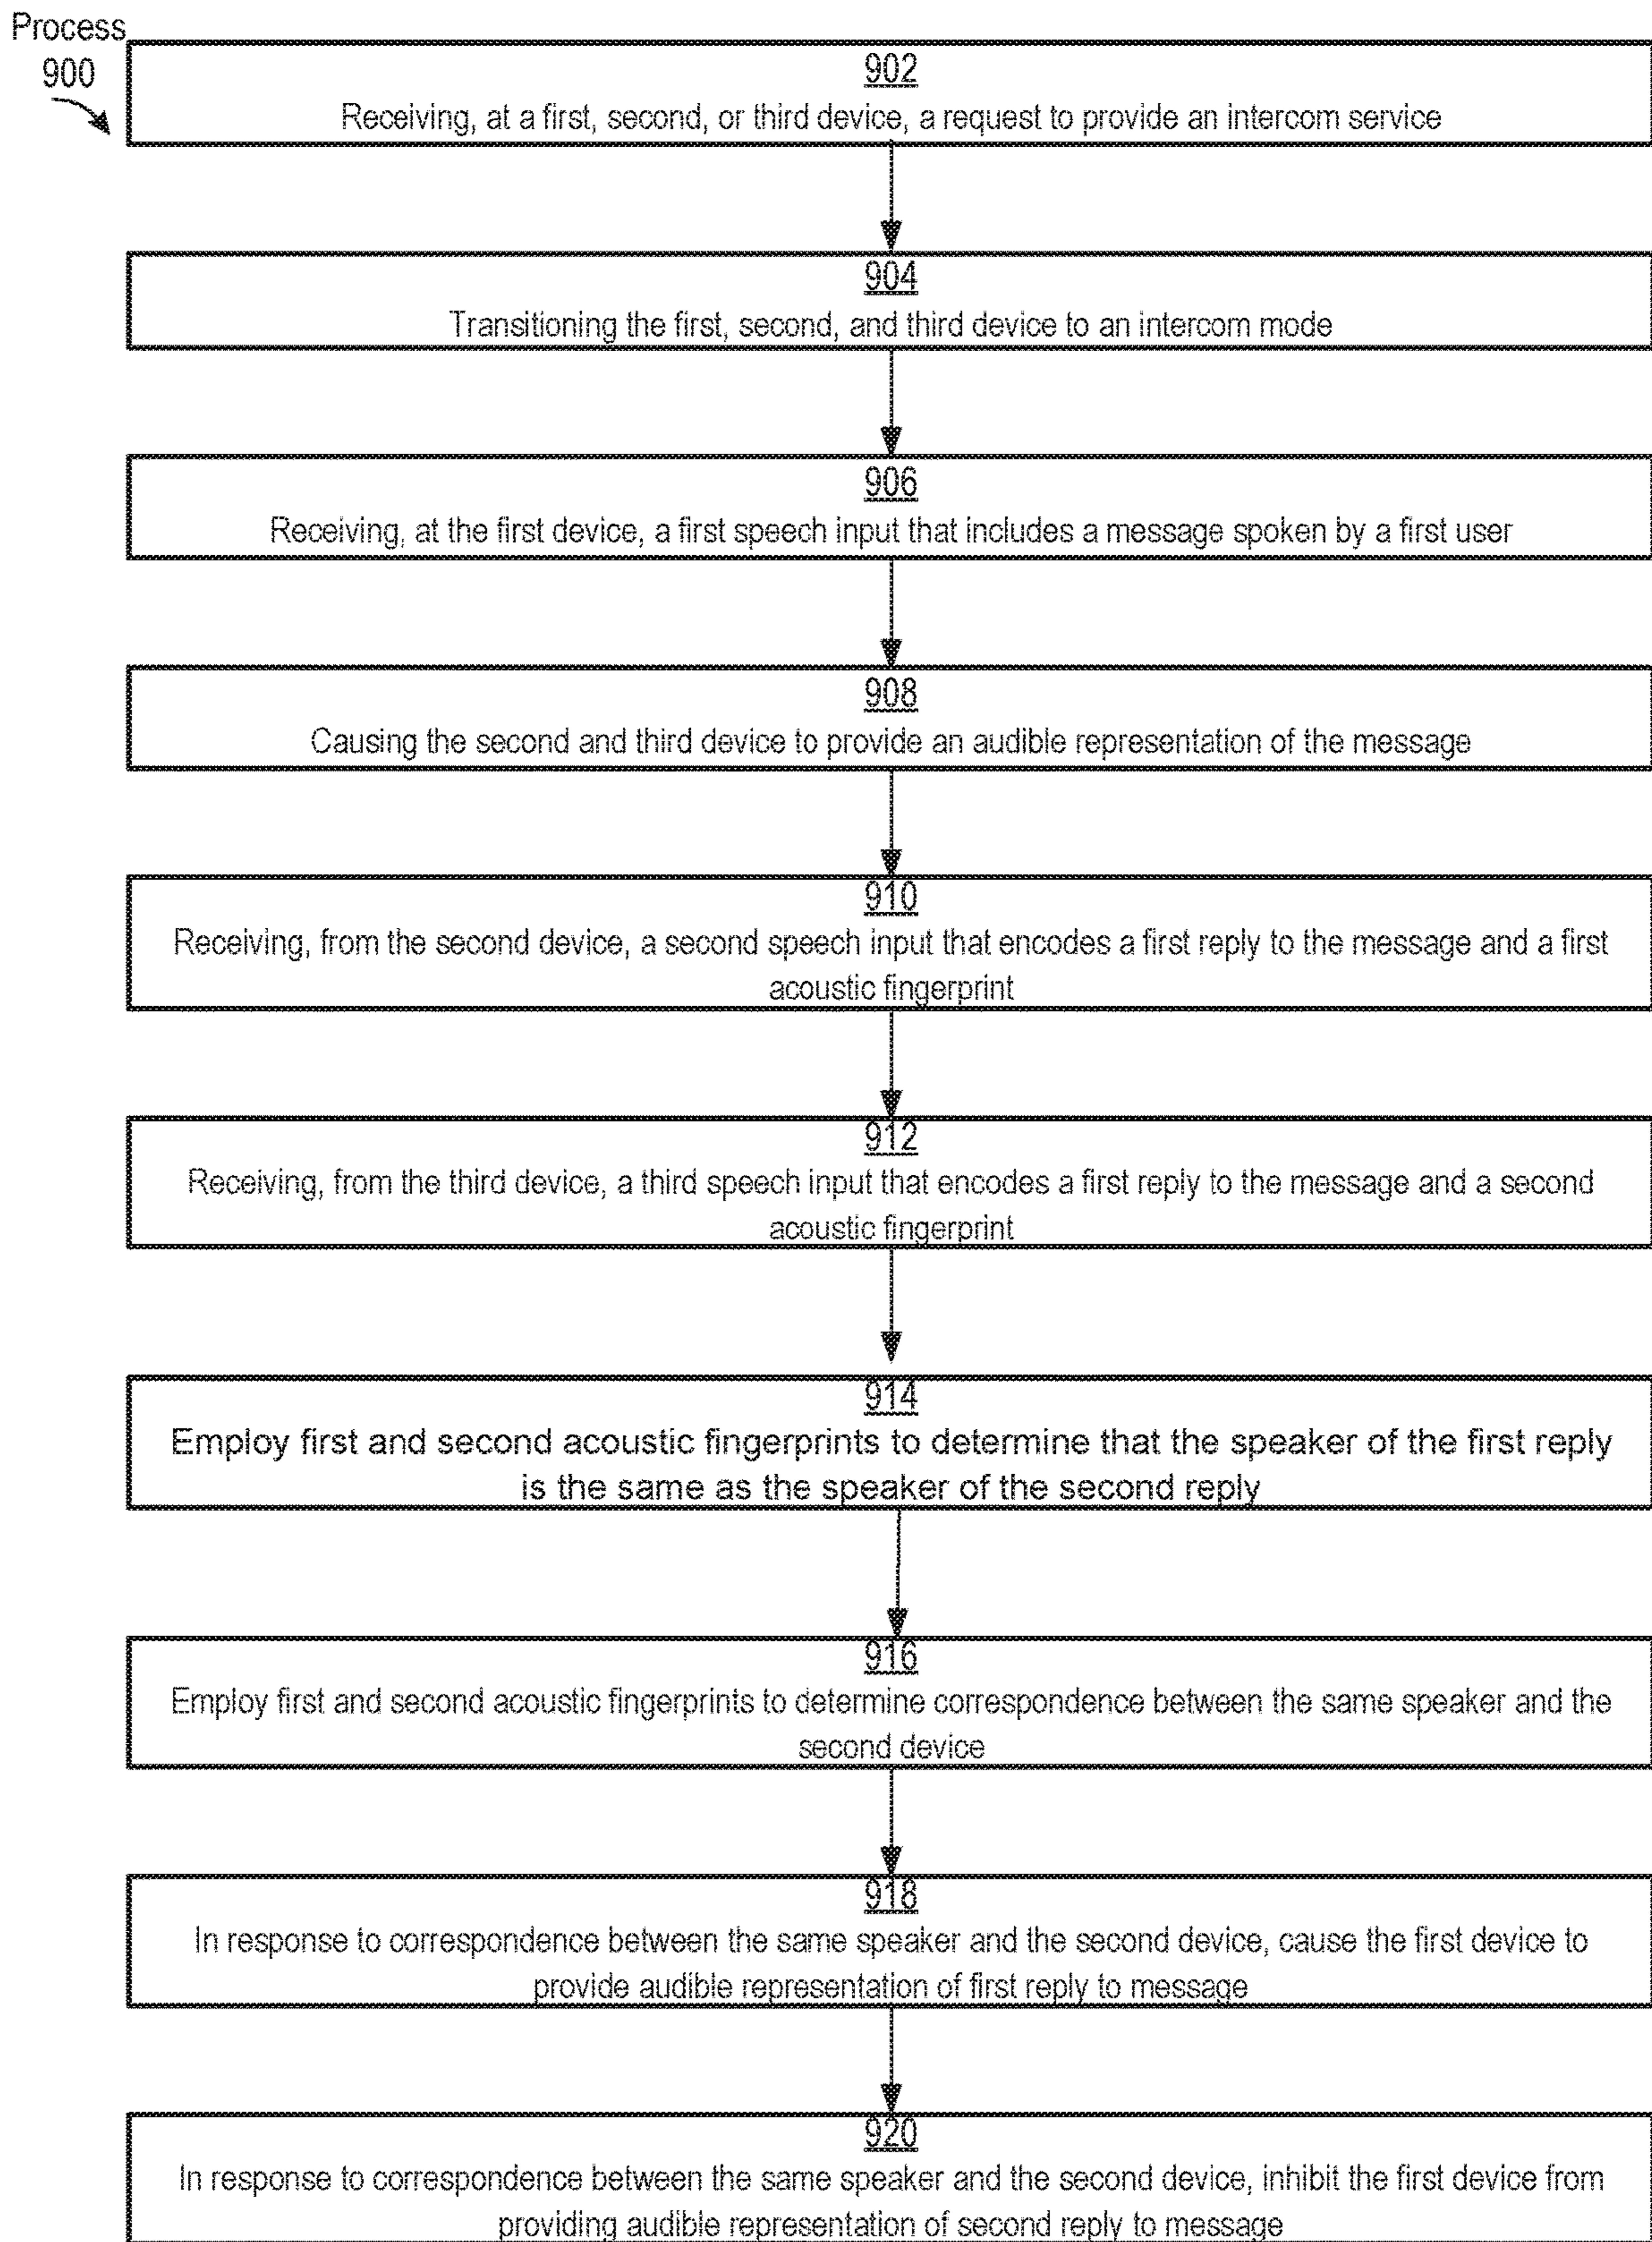 Process
900
902
Receiving, at a first, second, or third device, a request to provide an intercom service
904
Transitioning the first, second, and third device to an intercom mode
906
Receiving, at the first device, a first speech input that includes a message spoken by a first user
908
Causing the second and third device to provide an audible representation of the message
910
Receiving, from the second device, a second speech input that encodes a first reply to the message and a first
acoustic fingerprint
912
Receiving, from the third device, a third speech input that encodes a first reply to the message and a second
acoustic fingerprint
914
Employ first and second acoustic fingerprints to determine that the speaker of the first reply
is the same as the speaker of the second reply
916
Employ first and second acoustic fingerprints to determine correspondence between the same speaker and the
second device
918
In response to correspondence between the same speaker and the second device, cause the first device to
provide audible representation of first reply to message
920
In response to correspondence between the same speaker and the second device, inhibit the first device from
providing audible representation of second reply to message